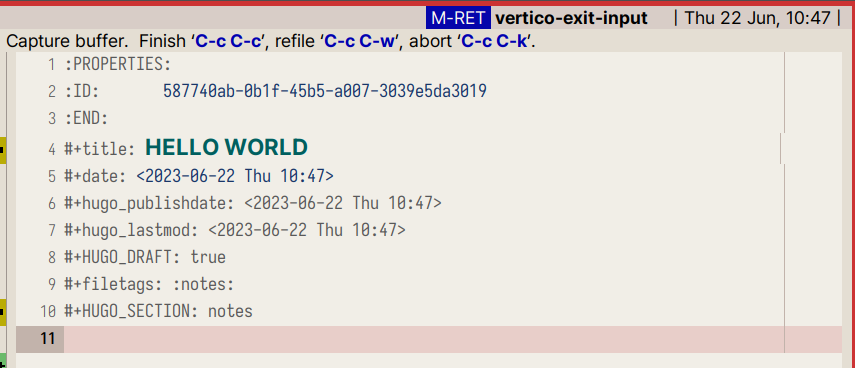 M-RET vertico-exit-input | Thu 22 Jun, 10:47 |
Capture buffer. Finish ‘C-c C-c’, refile ‘C-c C-w’, abort ‘C-c C-k’.
1 :PROPERTIES:
2 :ID: 587740ab-0b1f-45b5-a007-3039e5da3019
3 :END:
4 #+title: HELLO WORLD
5 #+date: <2023-06-22 Thu 10:47>
6 #+hugo_publishdate: <2023-06-22 Thu 10:47>
7 #+hugo_lastmod: <2023-06-22 Thu 10:47>
8 #+HUGO_DRAFT: true
9 #+filetags: :notes:
10 #+HUGO_SECTION: notes
11